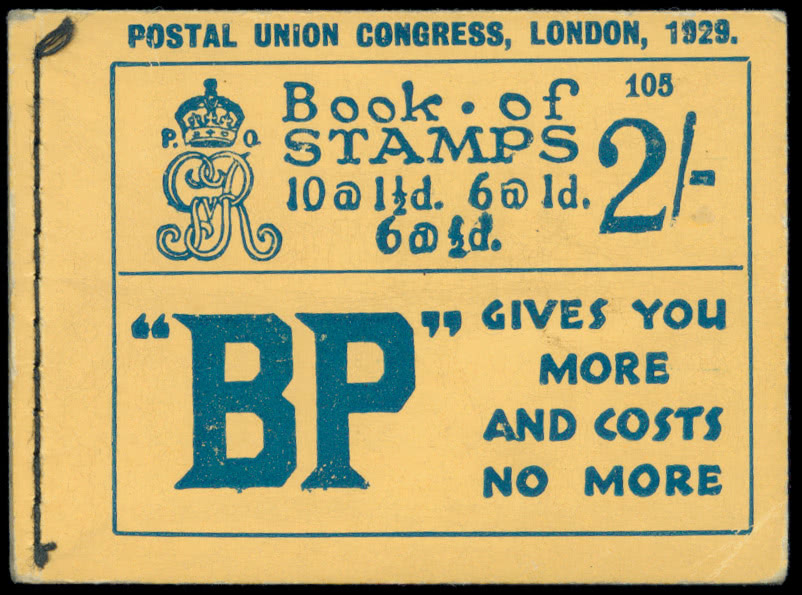 POSTAL UNION CONGRESS, LONDON, 1929.
P. O.
GRV
Book · of
STAMPS
10 @ 1½d. 6 @ 1d.
6 @ ½d.
105
2/-
"BP" GIVES YOU
MORE
AND COSTS
NO MORE